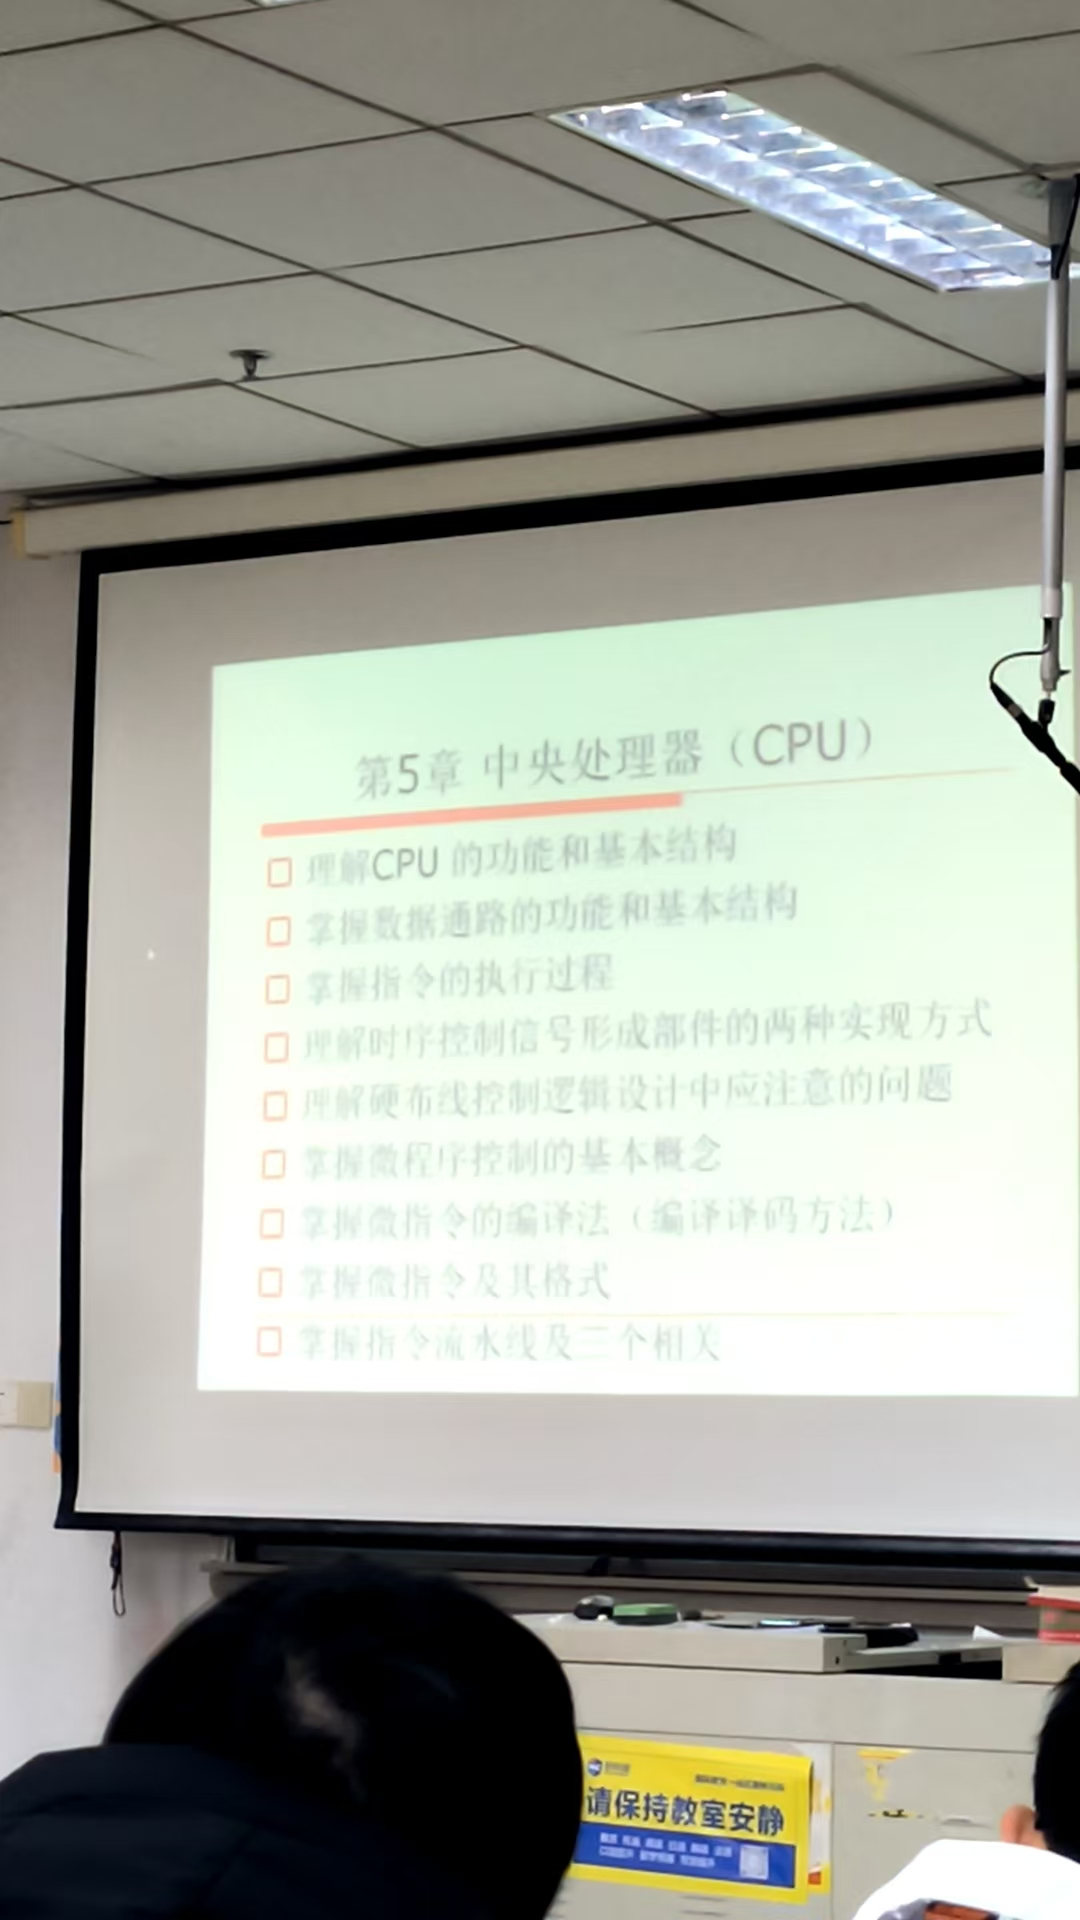 第5章 中央处理器（CPU）
理解CPU 的功能和基本结构
掌握数据通路的功能和基本结构
掌握指令的执行过程
理解时序控制信号形成部件的两种实现方式
理解硬布线控制逻辑设计中应注意的问题
掌握微程序控制的基本概念
掌握微指令的编译法（编译译码方法）
掌握微指令及其格式
掌握指令流水线及三个相关
请保持教室安静